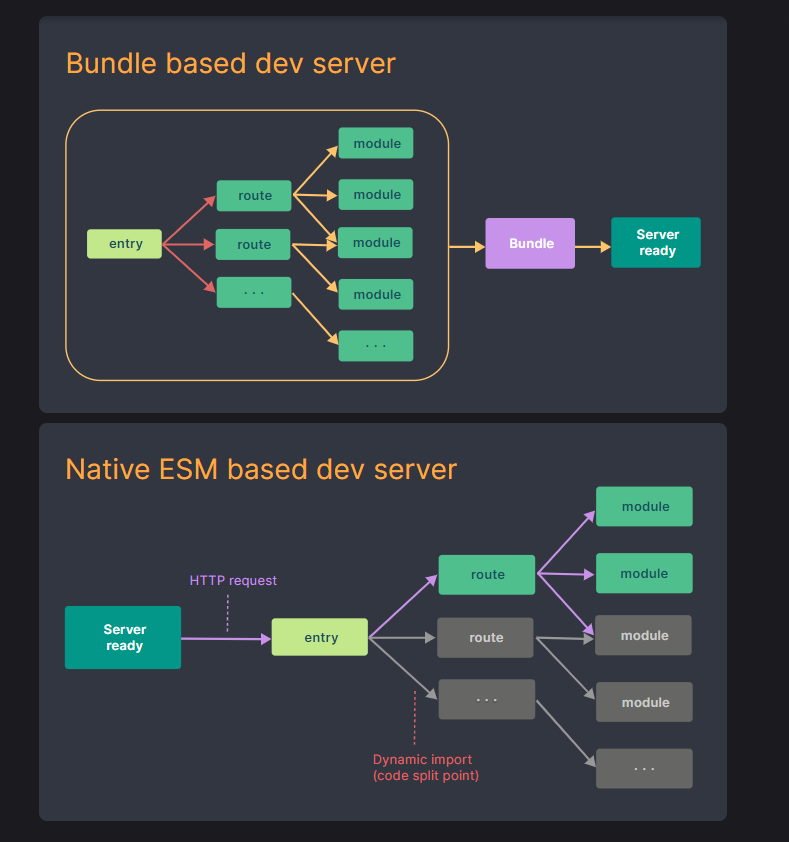 Bundle based dev server
module
route
module
entry
route
module
Bundle
Server
ready
...
module
...
Native ESM based dev server
module
HTTP request
route
module
Server
ready
entry
route
module
...
module
Dynamic import
(code split point)
...